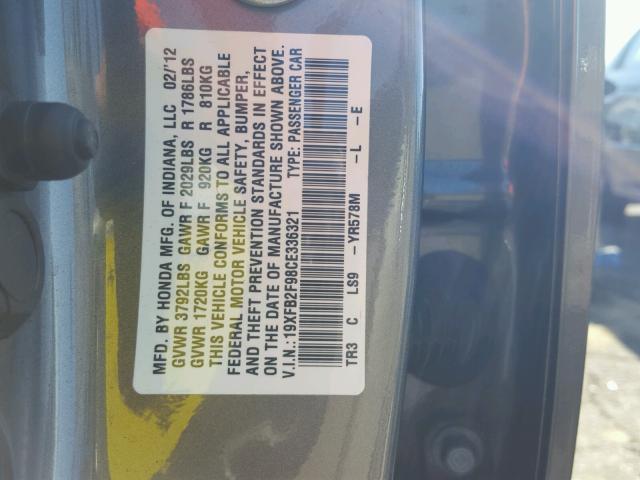 MFD. BY HONDA MFG. OF INDIANA, LLC 02/12
GVWR 3792LBS GAWR F 2029LBS R 1786LBS
GVWR 1720KG GAWR F 920KG R 810KG
THIS VEHICLE CONFORMS TO ALL APPLICABLE
FEDERAL MOTOR VEHICLE SAFETY, BUMPER,
AND THEFT PREVENTION STANDARDS IN EFFECT
ON THE DATE OF MANUFACTURE SHOWN ABOVE.
V.I.N.:19XFB2F98CE336321 TYPE: PASSENGER CAR
TR3 C LS9 –YR578M –L –E